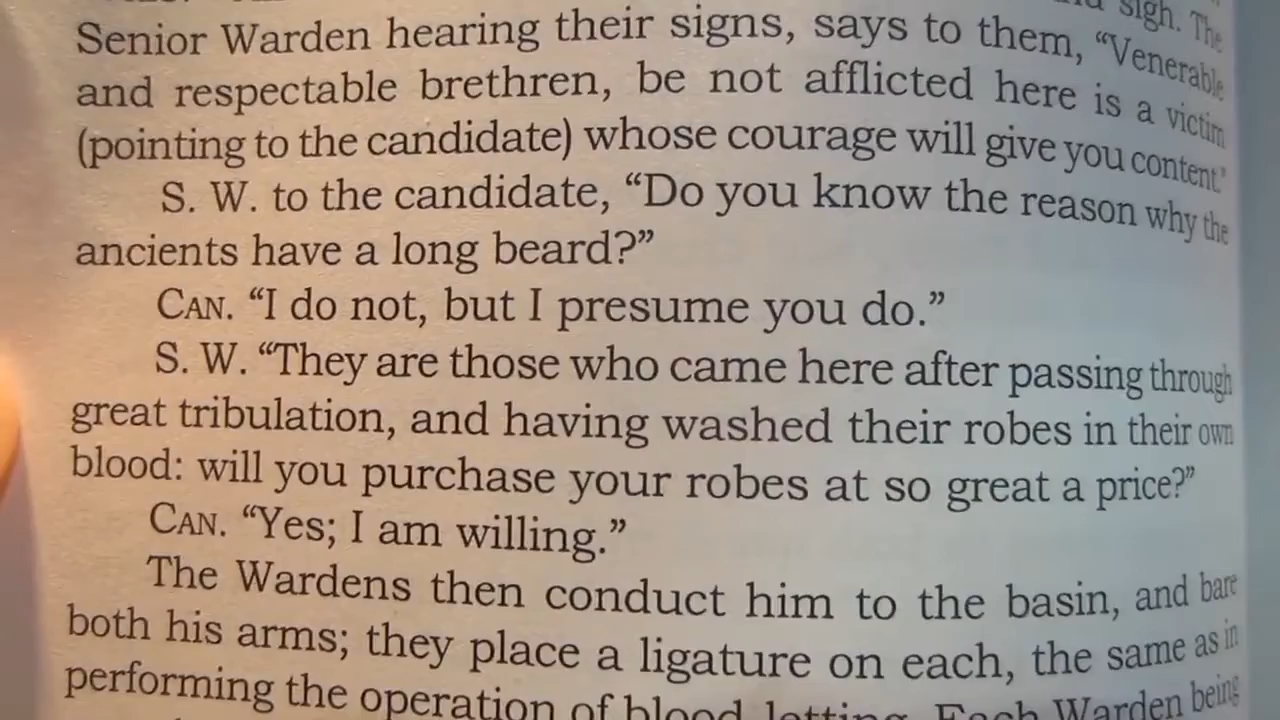 sigh. The
Senior Warden hearing their signs, says to them, “Venerable
and respectable brethren, be not afflicted here is a victim
(pointing to the candidate) whose courage will give you content.”
S. W. to the candidate, “Do you know the reason why the
ancients have a long beard?”
CAN. “I do not, but I presume you do.”
S. W. “They are those who came here after passing through
great tribulation, and having washed their robes in their own
blood: will you purchase your robes at so great a price?”
CAN. “Yes; I am willing.”
The Wardens then conduct him to the basin, and bare
both his arms; they place a ligature on each, the same as in
performing the operation of blood letting. Each Warden being